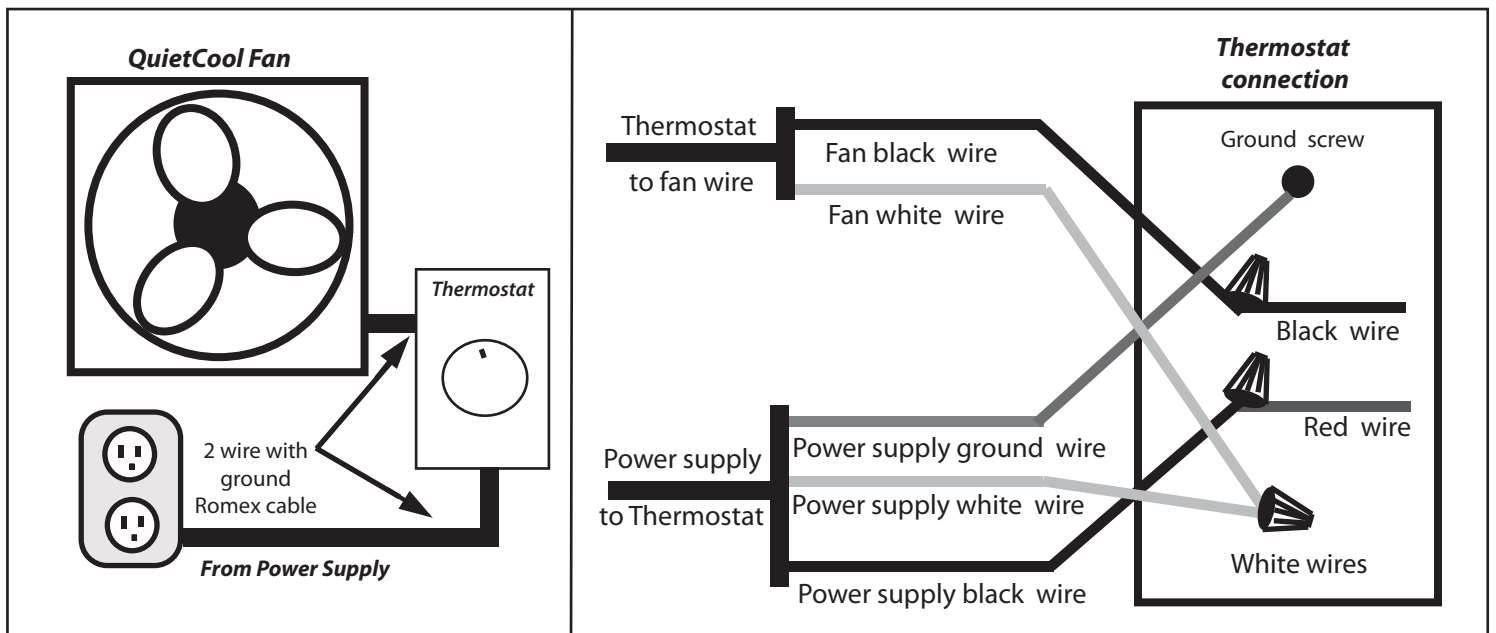 QuietCool Fan
Thermostat
2 wire with
ground
Romex cable
From Power Supply
Thermostat
connection
Thermostat
to fan wire
Fan black wire
Fan white wire
Ground screw
Black wire
Red wire
Power supply
to Thermostat
Power supply ground wire
Power supply white wire
Power supply black wire
White wires